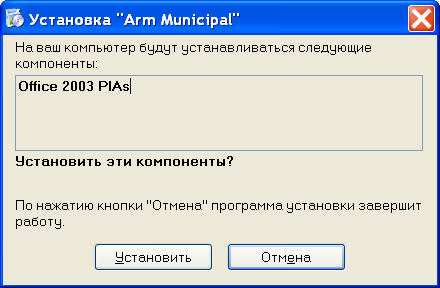 Установка "Arm Municipal"
На ваш компьютер будут устанавливаться следующие
компоненты:
Office 2003 PIAs
Установить эти компоненты?
По нажатию кнопки "Отмена" программа установки завершит
работу.
Установить
Отмена